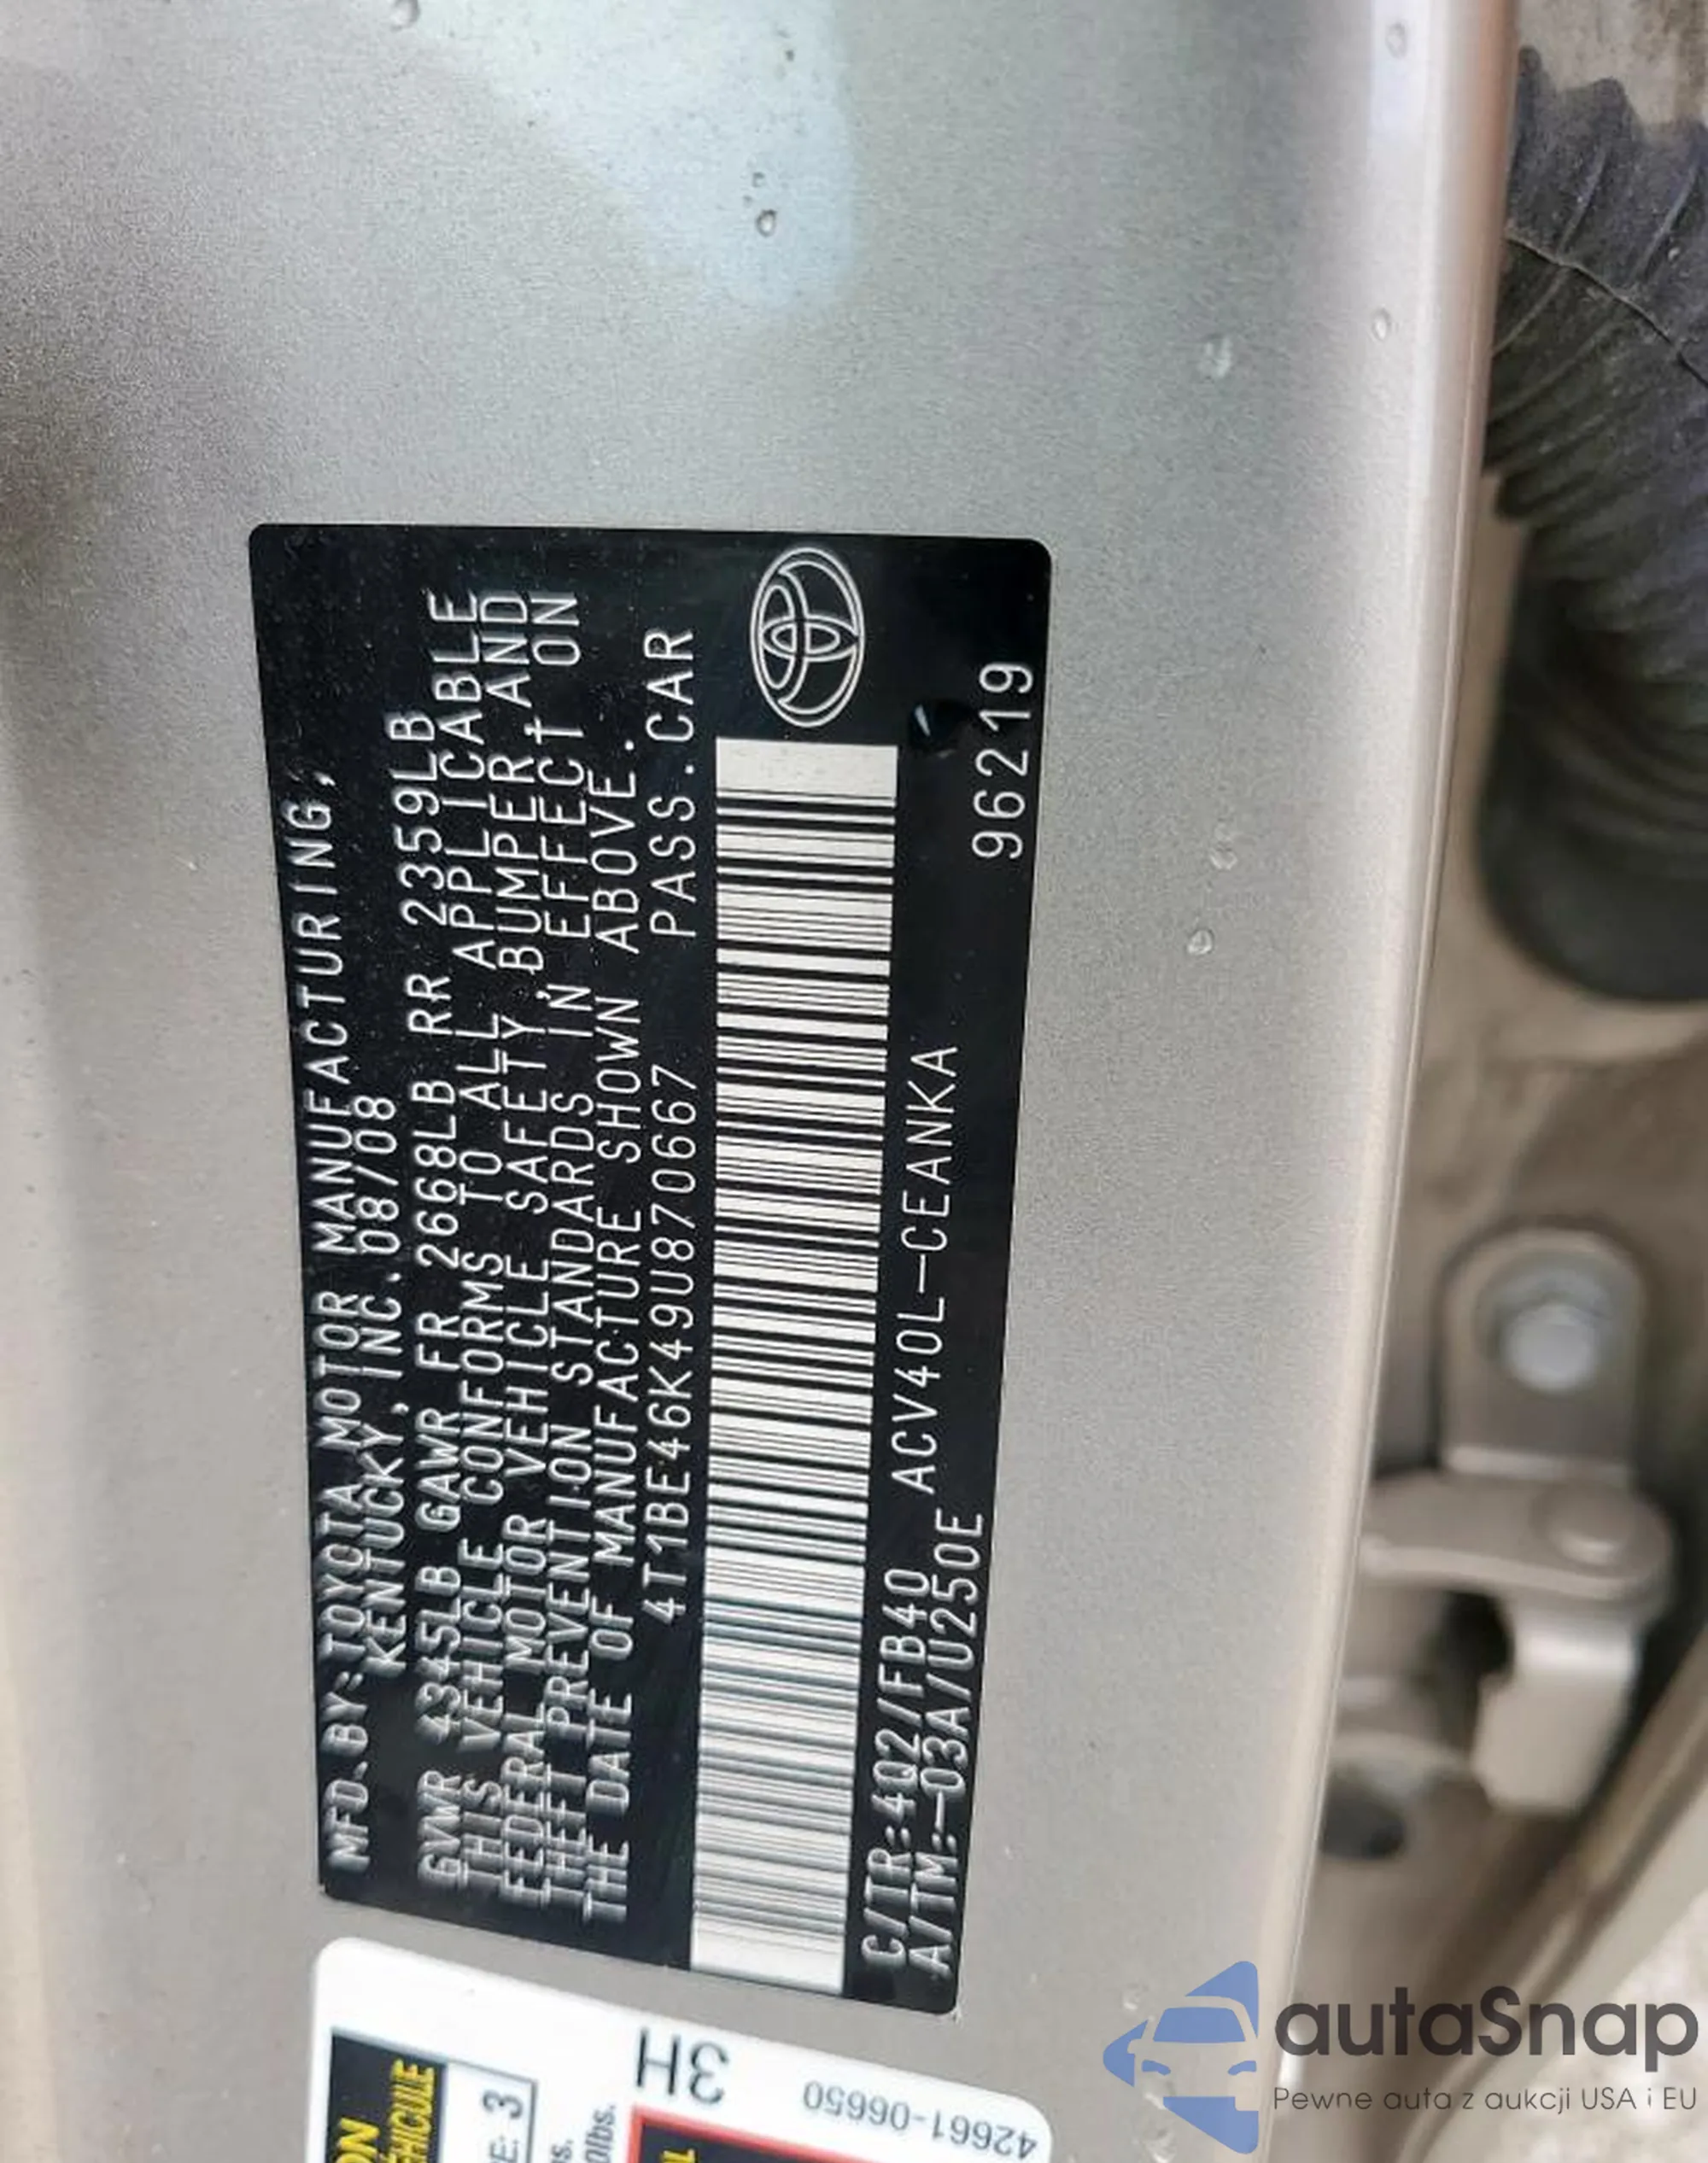 MFD.BY:TOYOTA MOTOR MANUFACTURING,
KENTUCKY, INC. 08/08
GVWR 4345LB GAWR FR 2668LB RR 2359LB
THIS VEHICLE CONFORMS TO ALL APPLICABLE
FEDERAL MOTOR VEHICLE SAFETY, BUMPER, AND
THEFT PREVENTION STANDARDS IN EFFECT ON
THE DATE OF MANUFACTURE SHOWN ABOVE.
4T1BE46K49U870667 PASS.CAR
C/TR:4Q2/FB40 ACV40L-CEANKA
A/TM:-03A/U250E 96219
3H
42661-06650
3
autaSnap
Pewne auta z aukcji USA i EU